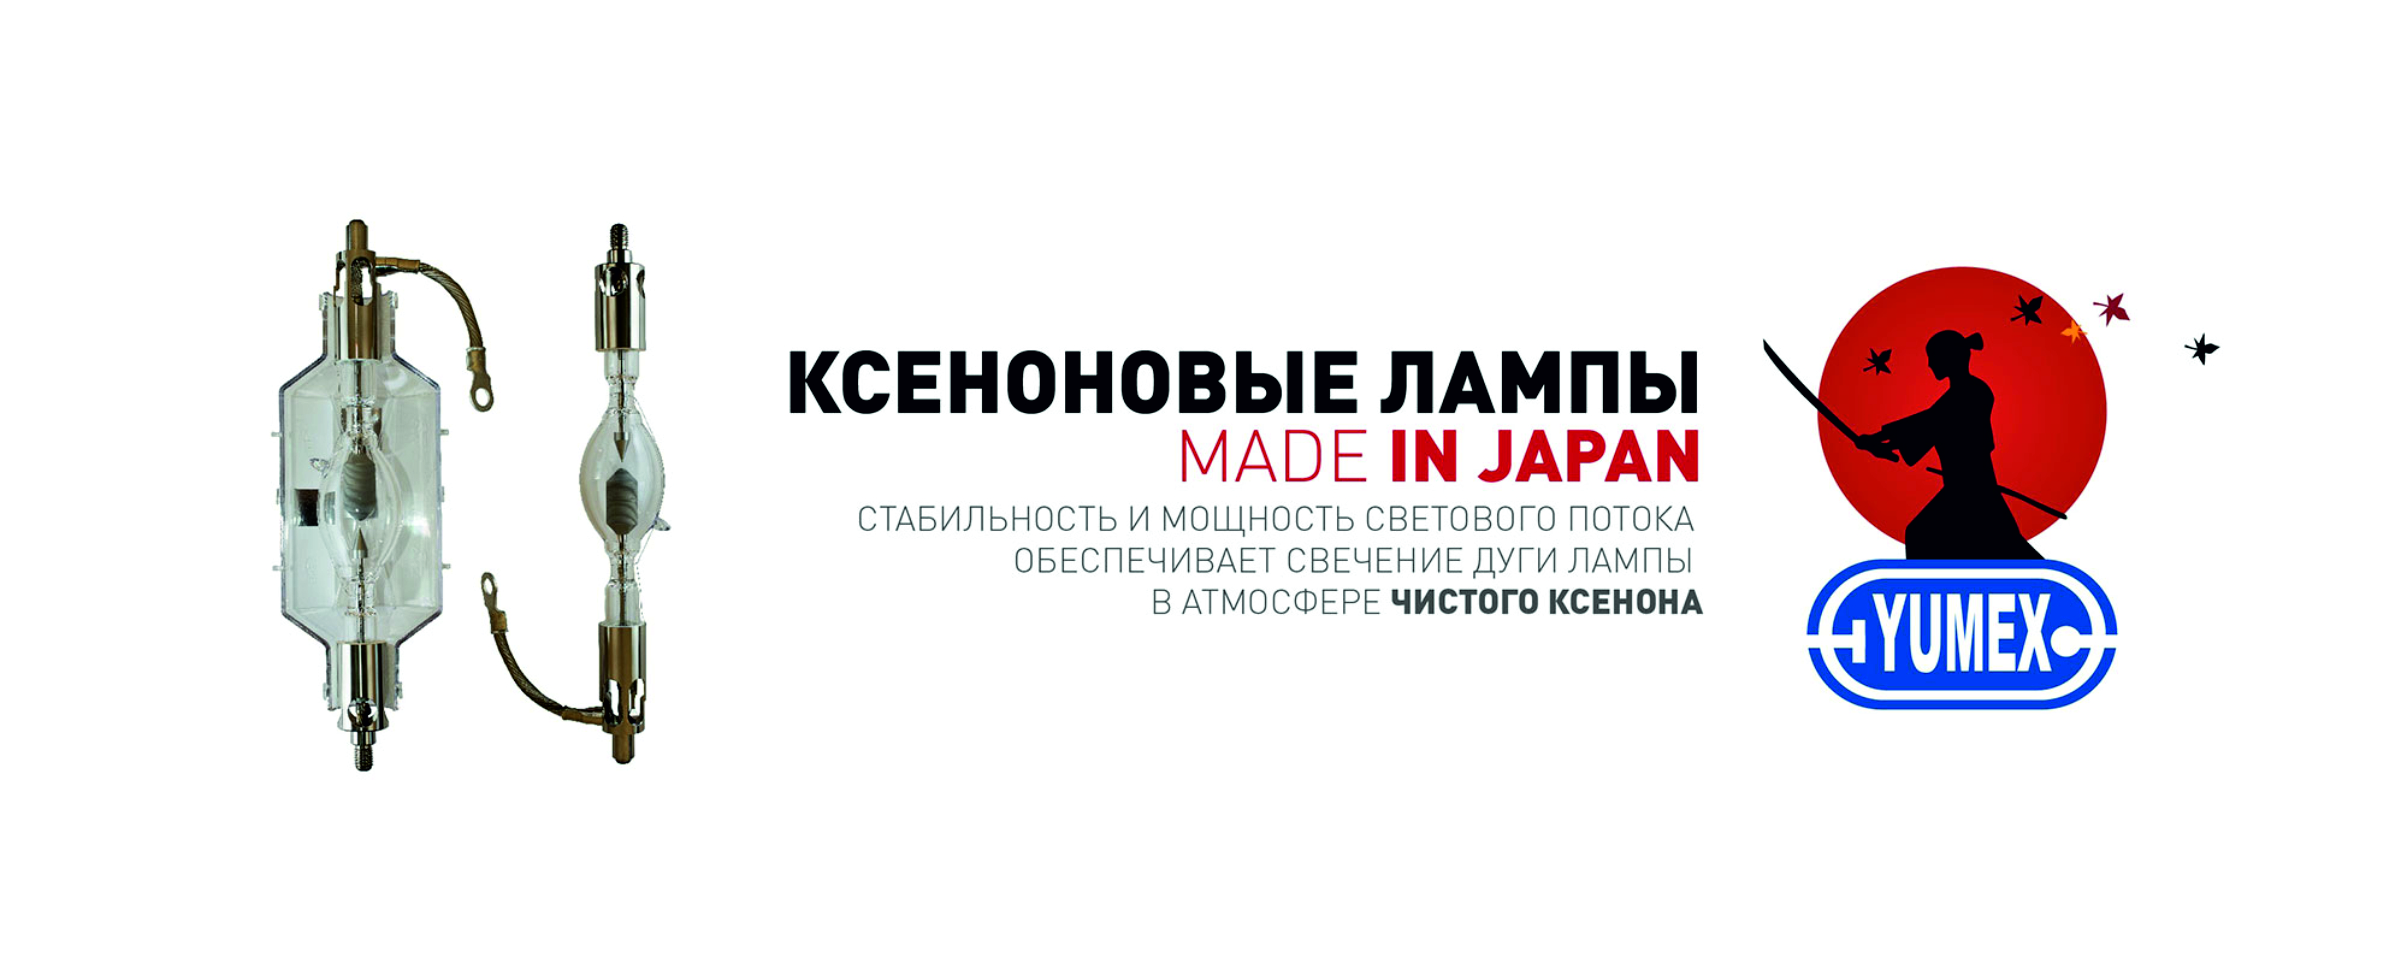 КСЕНОНОВЫЕ ЛАМПЫ
MADE IN JAPAN
СТАБИЛЬНОСТЬ И МОЩНОСТЬ СВЕТОВОГО ПОТОКА
ОБЕСПЕЧИВАЕТ СВЕЧЕНИЕ ДУГИ ЛАМПЫ
В АТМОСФЕРЕ ЧИСТОГО КСЕНОНА
YUMEX